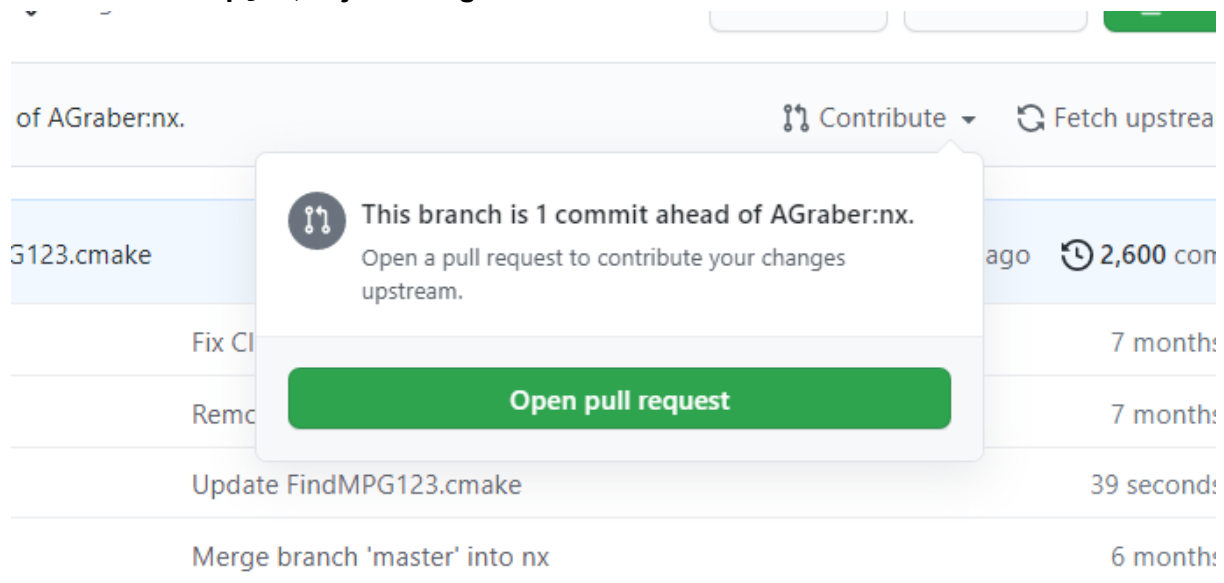 of AGraber:nx.
Contribute
Fetch upstrea
This branch is 1 commit ahead of AGraber:nx.
Open a pull request to contribute your changes
upstream.
G123.cmake
ago
2,600 com
Fix Cl
7 months
Open pull request
Remo
7 months
Update FindMPG123.cmake
39 seconds
Merge branch 'master' into nx
6 months